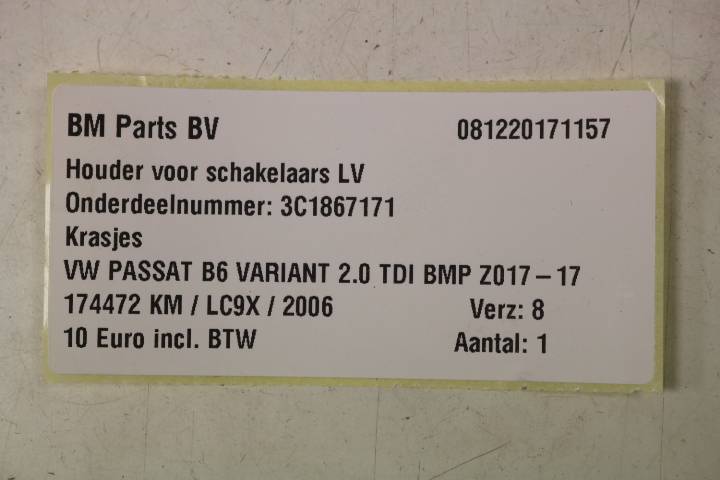 BM Parts BV 081220171157
Houder voor schakelaars LV
Onderdeelnummer: 3C1867171
Krasjes
VW PASSAT B6 VARIANT 2.0 TDI BMP Z017 – 17
174472 KM / LC9X / 2006 Verz: 8
10 Euro incl. BTW Aantal: 1